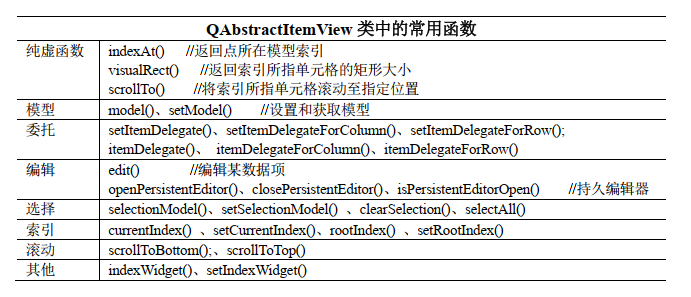 QAbstractItemView 类中的常用函数
纯虚函数 indexAt() //返回点所在模型索引
visualRect() //返回索引所指单元格的矩形大小
scrollTo() //将索引所指单元格滚动至指定位置
模型 model()、setModel() //设置和获取模型
委托 setItemDelegate()、setItemDelegateForColumn()、setItemDelegateForRow();
itemDelegate()、 itemDelegateForColumn()、itemDelegateForRow()
编辑 edit() //编辑某数据项
openPersistentEditor()、closePersistentEditor()、isPersistentEditorOpen() //持久编辑器
选择 selectionModel()、setSelectionModel() 、clearSelection()、selectAll()
索引 currentIndex() 、setCurrentIndex()、rootIndex() 、setRootIndex()
滚动 scrollToBottom();、scrollToTop()
其他 indexWidget()、setIndexWidget()